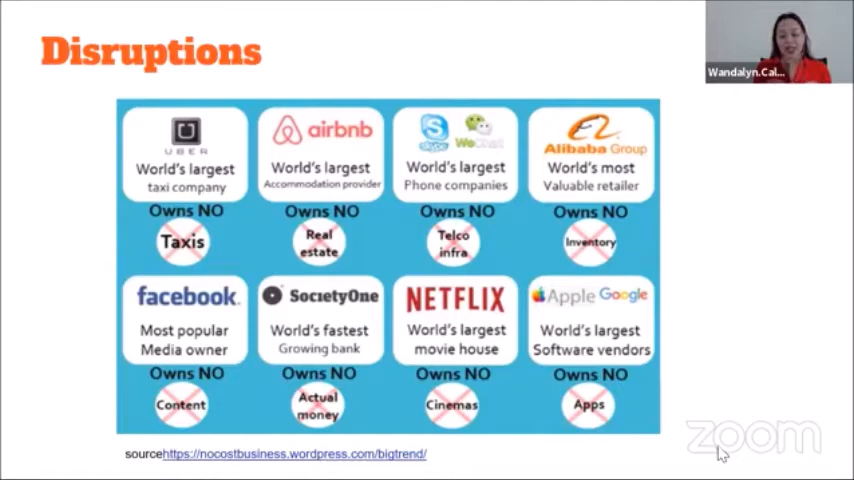 Disruptions
Wandalyn.Cal...
UBER
World's largest
taxi company
Owns NO
Taxis
airbnb
World's largest
Accommodation provider
Owns NO
Real
estate
skype
WeChat
World's largest
Phone companies
Owns NO
Telco
infra
Alibaba Group
World's most
Valuable retailer
Owns NO
Inventory
facebook
Most popular
Media owner
Owns NO
Content
SocietyOne
World's fastest
Growing bank
Owns NO
Actual
money
NETFLIX
World's largest
movie house
Owns NO
Cinemas
Apple Google
World's largest
Software vendors
Owns NO
Apps
sourcehttps://nocostbusiness.wordpress.com/bigtrend/
zoom